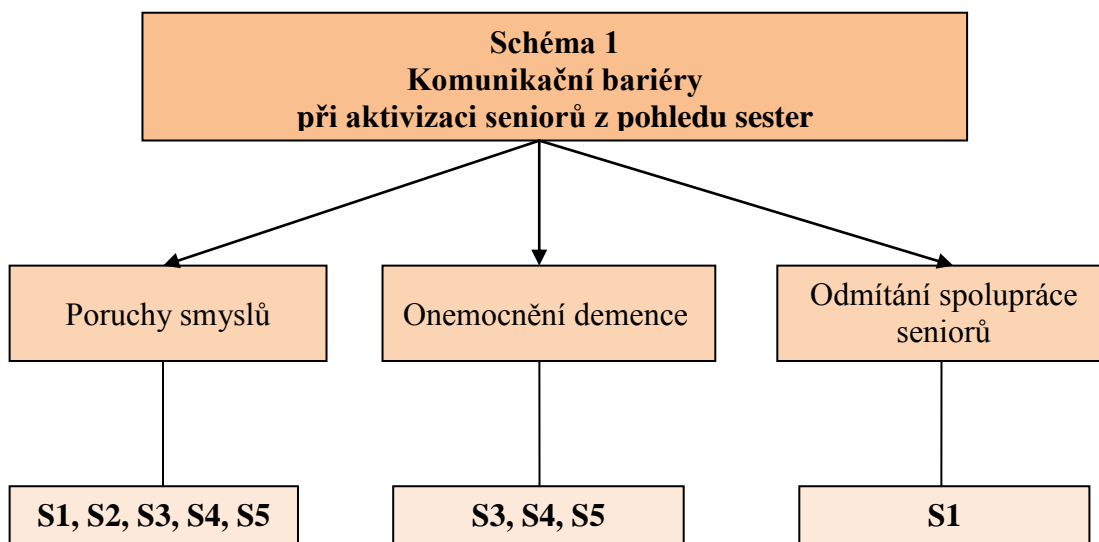 Schéma 1
Komunikační bariéry
při aktivizaci seniorů z pohledu sester
Poruchy smyslů
Onemocnění demence
Odmítání spolupráce
seniorů
S1, S2, S3, S4, S5
S3, S4, S5
S1